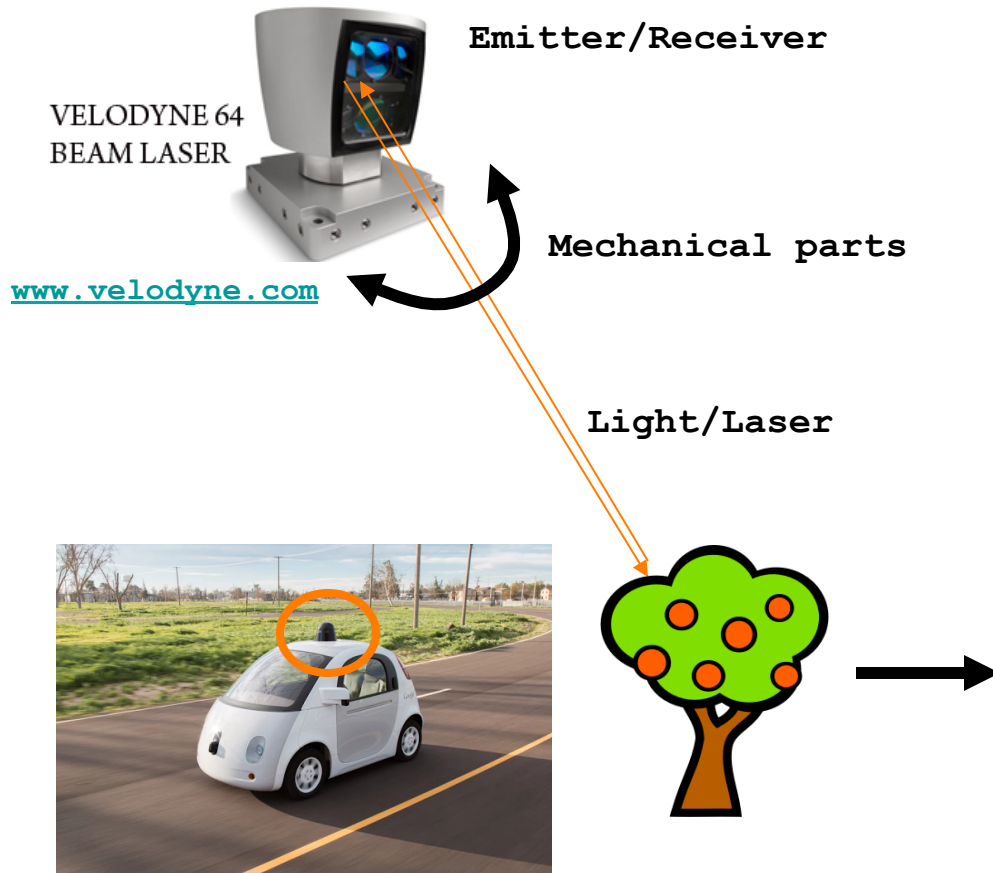 Emitter/Receiver
VELODYNE 64
BEAM LASER
Mechanical parts
www.velodyne.com
Light/Laser